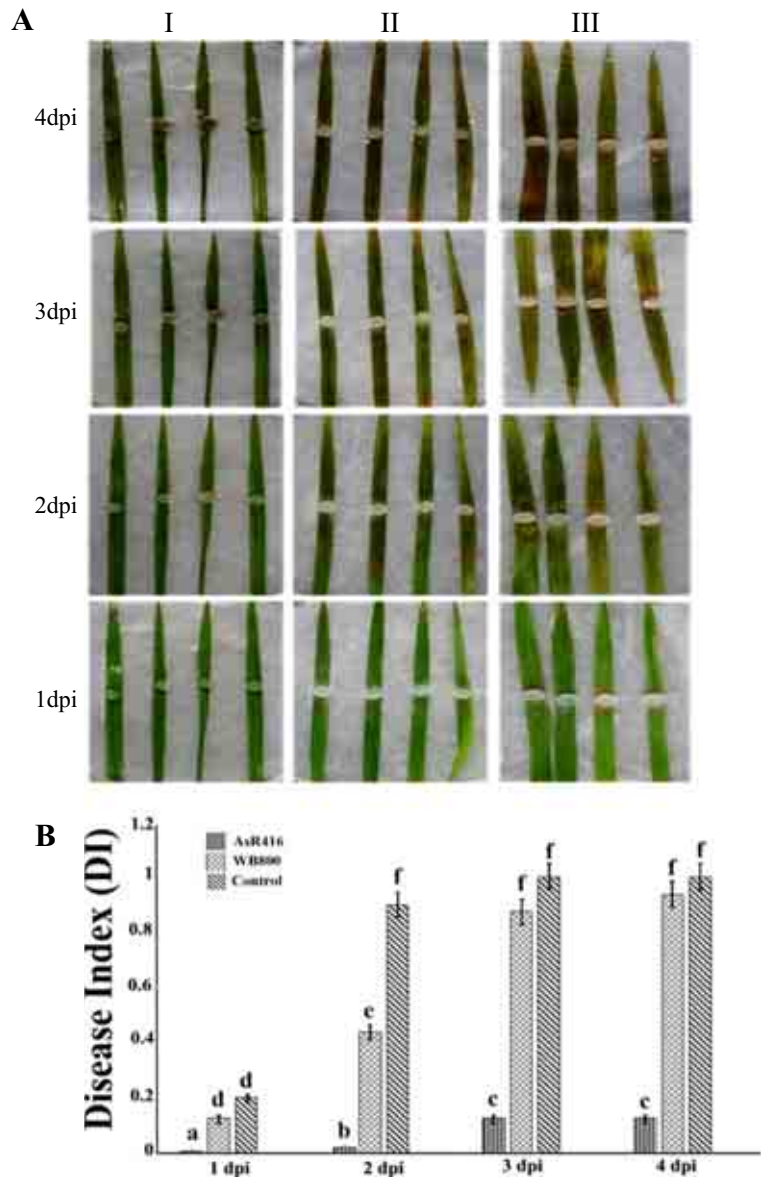 A
I II III
4dpi
3dpi
2dpi
1dpi
B
Disease Index (DI)
1.2
1
0.8
0.6
0.4
0.2
0
AsR416
WB800
Control
a d d
b e f
c f f
c f f
1 dpi 2 dpi 3 dpi 4 dpi